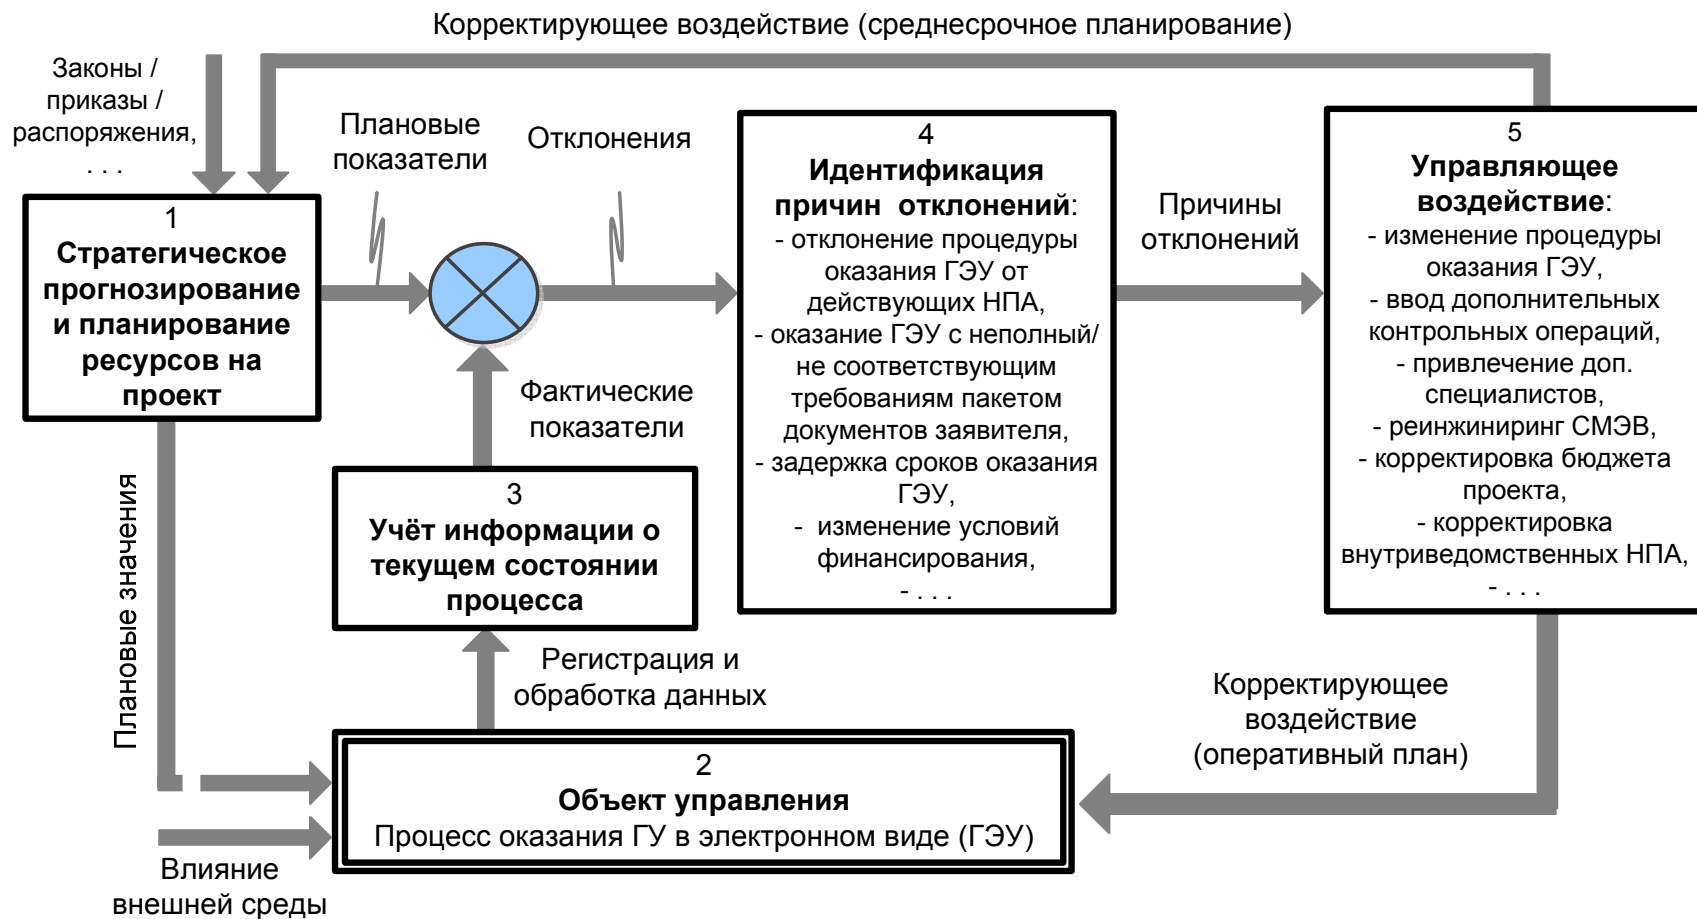 Корректирующее воздействие (среднесрочное планирование)
Законы /
приказы /
распоряжения,
. . .
Плановые
показатели
Отклонения
1
Стратегическое
прогнозирование
и планирование
ресурсов на
проект
4
Идентификация
причин отклонений:
- отклонение процедуры
оказания ГЭУ от
действующих НПА,
- оказание ГЭУ с неполный/
не соответствующим
требованиям пакетом
документов заявителя,
- задержка сроков оказания
ГЭУ,
- изменение условий
финансирования,
- . . .
Причины
отклонений
5
Управляющее
воздействие:
- изменение процедуры
оказания ГЭУ,
- ввод дополнительных
контрольных операций,
- привлечение доп.
специалистов,
- реинжиниринг СМЭВ,
- корректировка бюджета
проекта,
- корректировка
внутриведомственных НПА,
- . . .
Фактические
показатели
3
Учёт информации о
текущем состоянии
процесса
Плановые значения
Регистрация и
обработка данных
Корректирующее
воздействие
(оперативный план)
2
Объект управления
Процесс оказания ГУ в электронном виде (ГЭУ)
Влияние
внешней среды